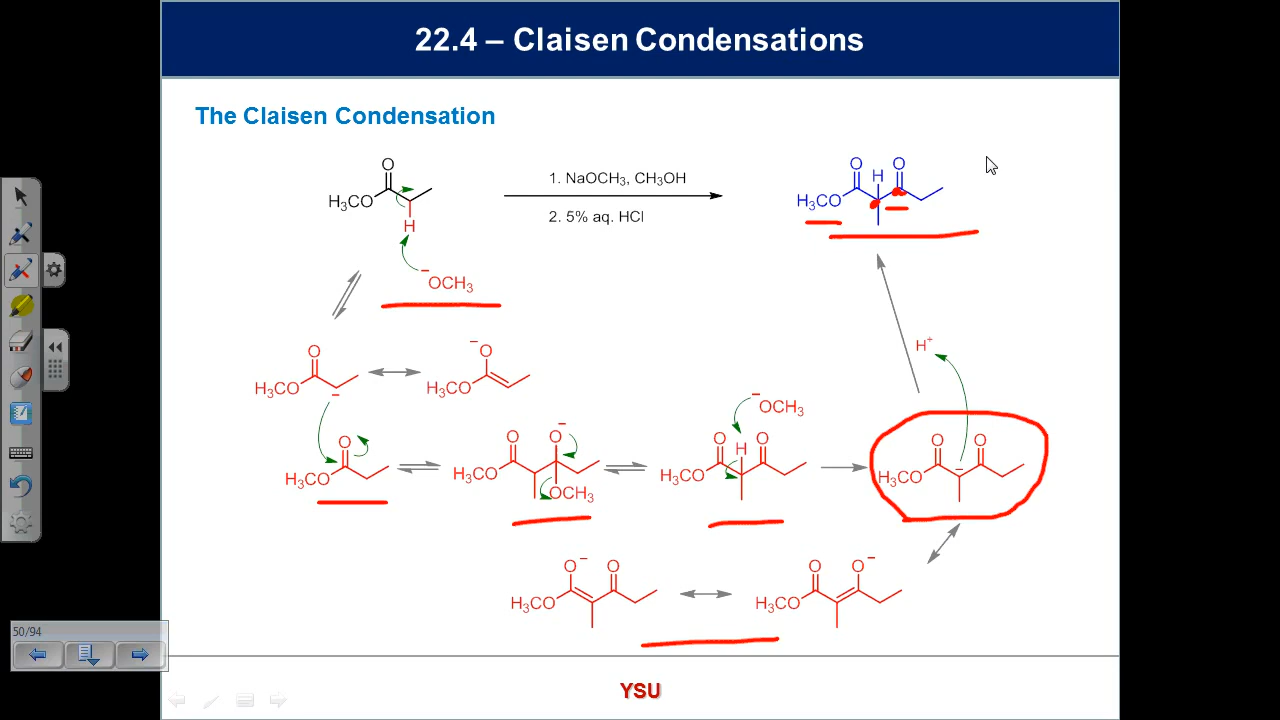 22.4 – Claisen Condensations
The Claisen Condensation
O
H₃CO
H
1. NaOCH₃, CH₃OH
2. 5% aq. HCl
O O
H
H₃CO
⁻OCH₃
H⁺
O
H₃CO
⁻
⁻O
H₃CO
O
H₃CO
O O⁻
H₃CO
OCH₃
⁻OCH₃
O H O
H₃CO
O O
⁻
H₃CO
O⁻ O
H₃CO
O O⁻
H₃CO
50/94
YSU